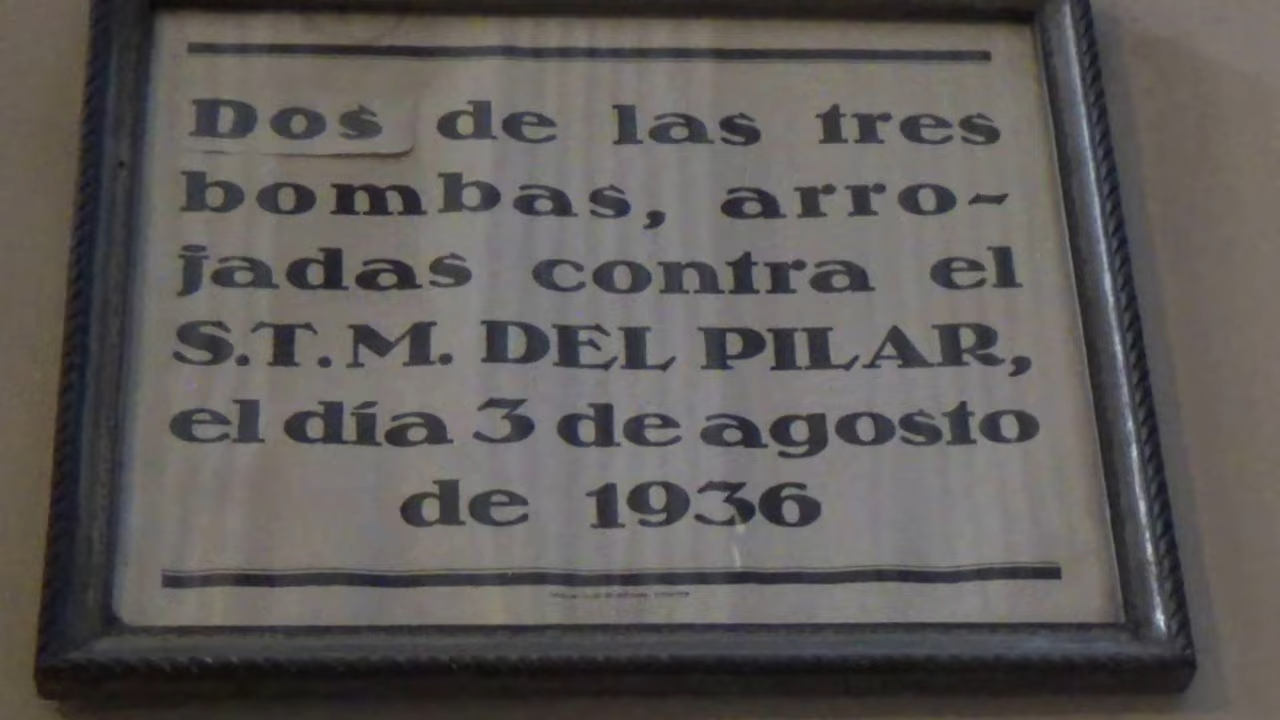 Dos de las tres
bombas, arro-
jadas contra el
S.T.M. DEL PILAR,
el día 3 de agosto
de 1936